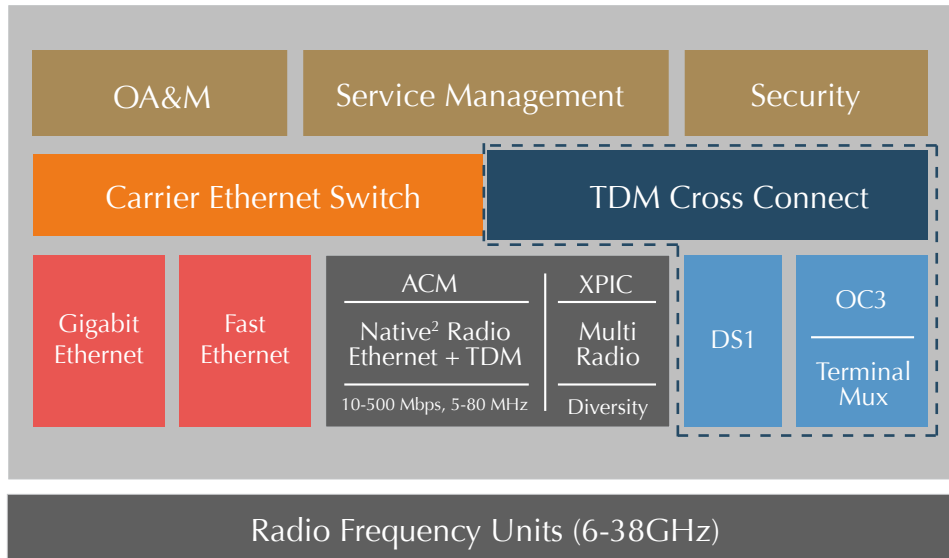 OA&M
Service Management
Security
Carrier Ethernet Switch
TDM Cross Connect
Gigabit
Ethernet
Fast
Ethernet
ACM
Native² Radio
Ethernet + TDM
10-500 Mbps, 5-80 MHz
XPIC
Multi
Radio
Diversity
DS1
OC3
Terminal
Mux
Radio Frequency Units (6-38GHz)